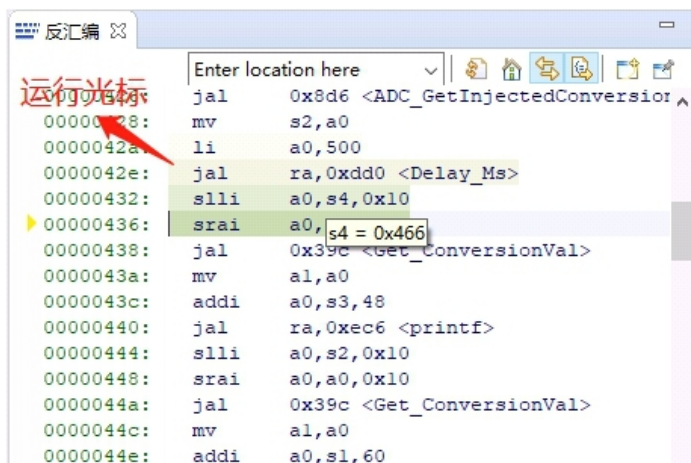 反汇编
Enter location here
运行光标
jal 0x8d6 <ADC_GetInjectedConversion
00000428: mv s2,a0
0000042a: li a0,500
0000042e: jal ra,0xdd0 <Delay_Ms>
00000432: slli a0,s4,0x10
00000436: srai a0,
s4 = 0x466
00000438: jal 0x39c <Get_ConversionVal>
0000043a: mv a1,a0
0000043c: addi a0,s3,48
00000440: jal ra,0xec6 <printf>
00000444: slli a0,s2,0x10
00000448: srai a0,a0,0x10
0000044a: jal 0x39c <Get_ConversionVal>
0000044c: mv a1,a0
0000044e: addi a0,s1,60